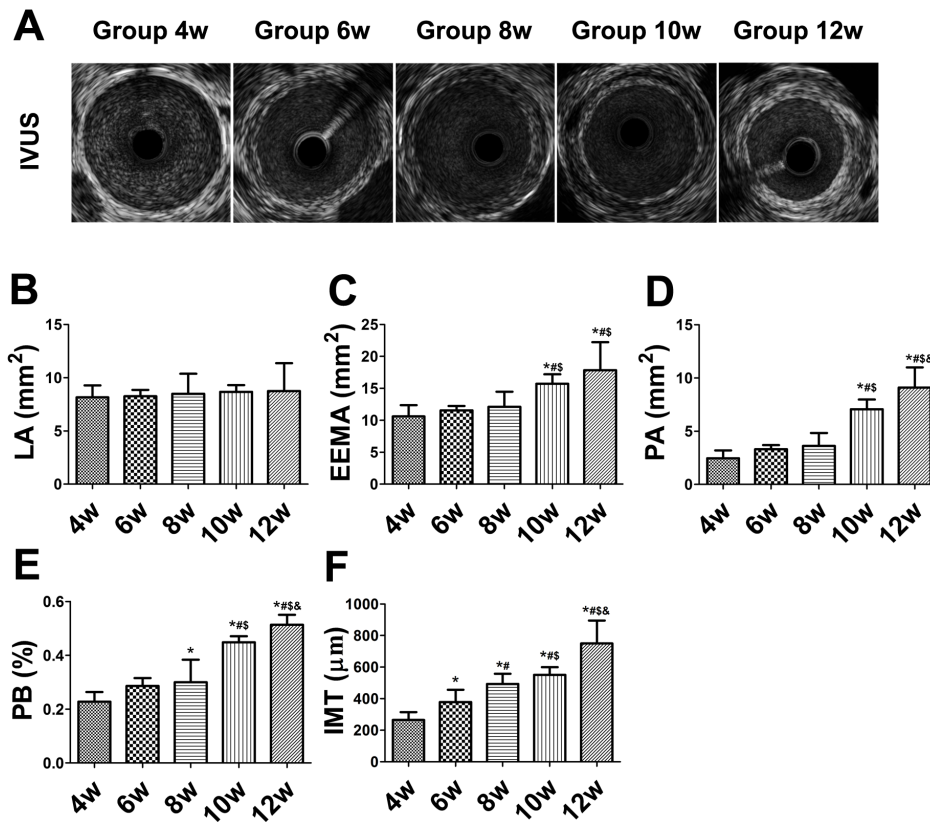 A
Group 4w Group 6w Group 8w Group 10w Group 12w
IVUS
B
LA (mm²)
15
10
5
0
4w 6w 8w 10w 12w
C
EEMA (mm²)
25
20
15
10
5
0
*#$
*#$
4w 6w 8w 10w 12w
D
PA (mm²)
15
10
5
0
*#$
*#$&
4w 6w 8w 10w 12w
E
PB (%)
0.6
0.4
0.2
0.0
*
*#$
*#$&
4w 6w 8w 10w 12w
F
IMT (μm)
1000
800
600
400
200
0
*
*#
*#$
*#$&
4w 6w 8w 10w 12w